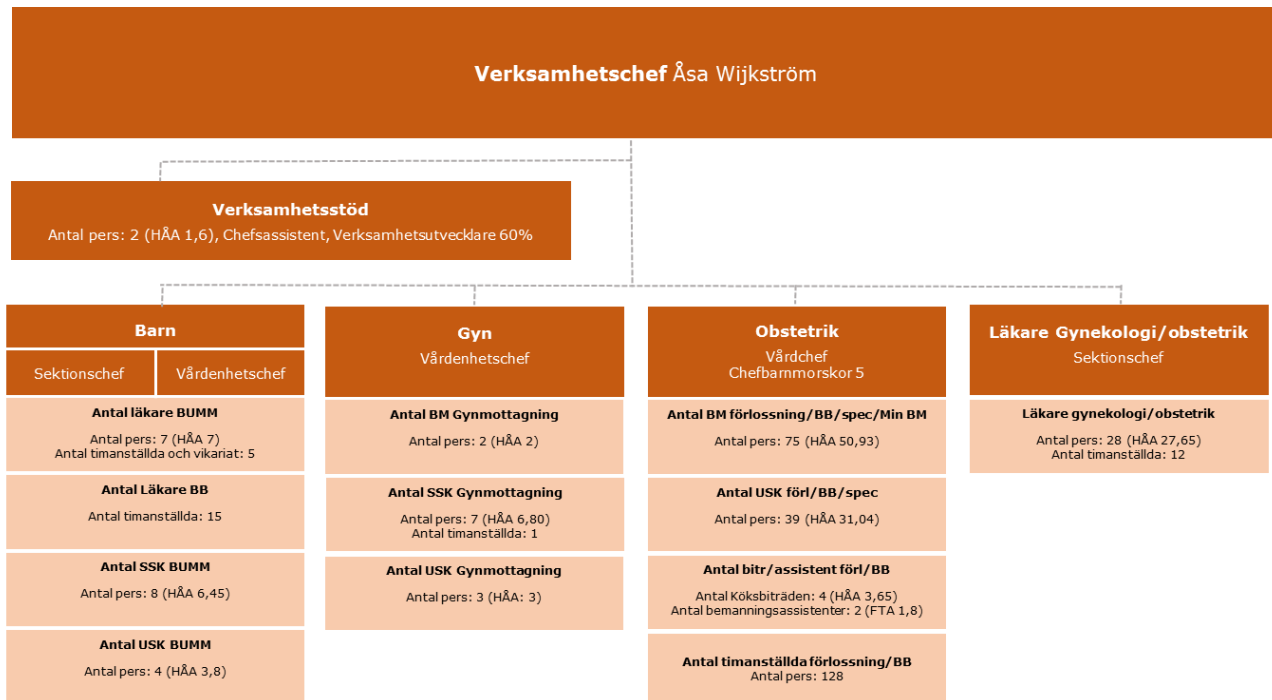 Verksamhetschef Åsa Wijkström
Verksamhetsstöd
Antal pers: 2 (HÅA 1,6), Chefsassistent, Verksamhetsutvecklare 60%
Barn
Sektionschef
Vårdenhetschef
Antal läkare BUMM
Antal pers: 7 (HÅA 7)
Antal timanställda och vikariat: 5
Antal Läkare BB
Antal timanställda: 15
Antal SSK BUMM
Antal pers: 8 (HÅA 6,45)
Antal USK BUMM
Antal pers: 4 (HÅA 3,8)
Gyn
Vårdenhetschef
Antal BM Gynmottagning
Antal pers: 2 (HÅA 2)
Antal SSK Gynmottagning
Antal pers: 7 (HÅA 6,80)
Antal timanställda: 1
Antal USK Gynmottagning
Antal pers: 3 (HÅA: 3)
Obstetrik
Vårdchef
Chefbarnmorskor 5
Antal BM förlossning/BB/spec/Min BM
Antal pers: 75 (HÅA 50,93)
Antal USK förl/BB/spec
Antal pers: 39 (HÅA 31,04)
Antal bitr/assistent förl/BB
Antal Köksbiträden: 4 (HÅA 3,65)
Antal bemanningsassistenter: 2 (FTA 1,8)
Antal timanställda förlossning/BB
Antal pers: 128
Läkare Gynekologi/obstetrik
Sektionschef
Läkare gynekologi/obstetrik
Antal pers: 28 (HÅA 27,65)
Antal timanställda: 12